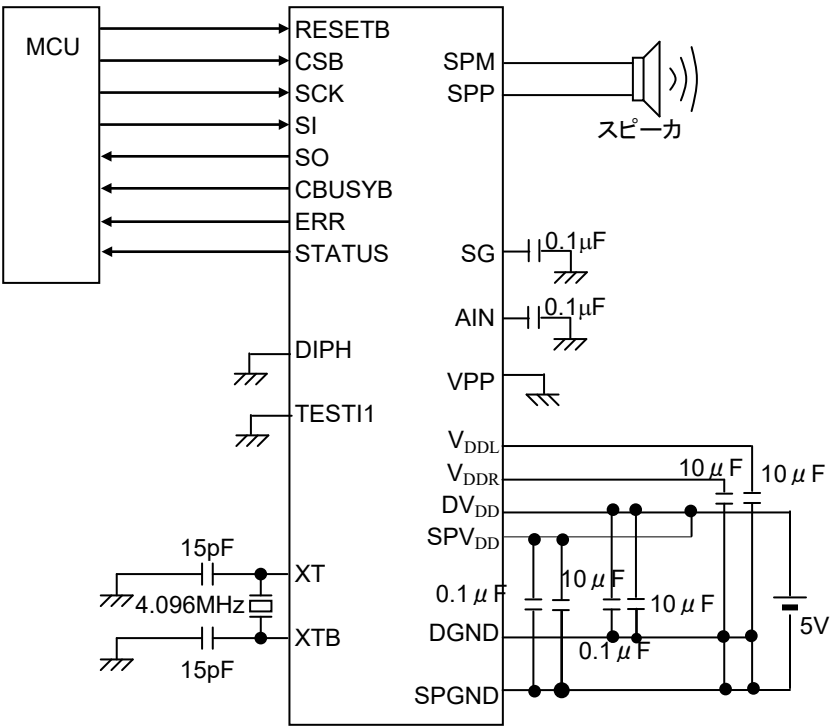 MCU
RESETB
CSB
SCK
SI
SO
CBUSYB
ERR
STATUS
DIPH
TESTI1
15pF
XT
4.096MHz
XTB
15pF
SPM
SPP
スピーカ
SG
0.1μF
AIN
0.1μF
VPP
VDDL
VDDR
10μF
10μF
DVDD
SPVDD
0.1μF
10μF
10μF
5V
DGND
0.1μF
SPGND